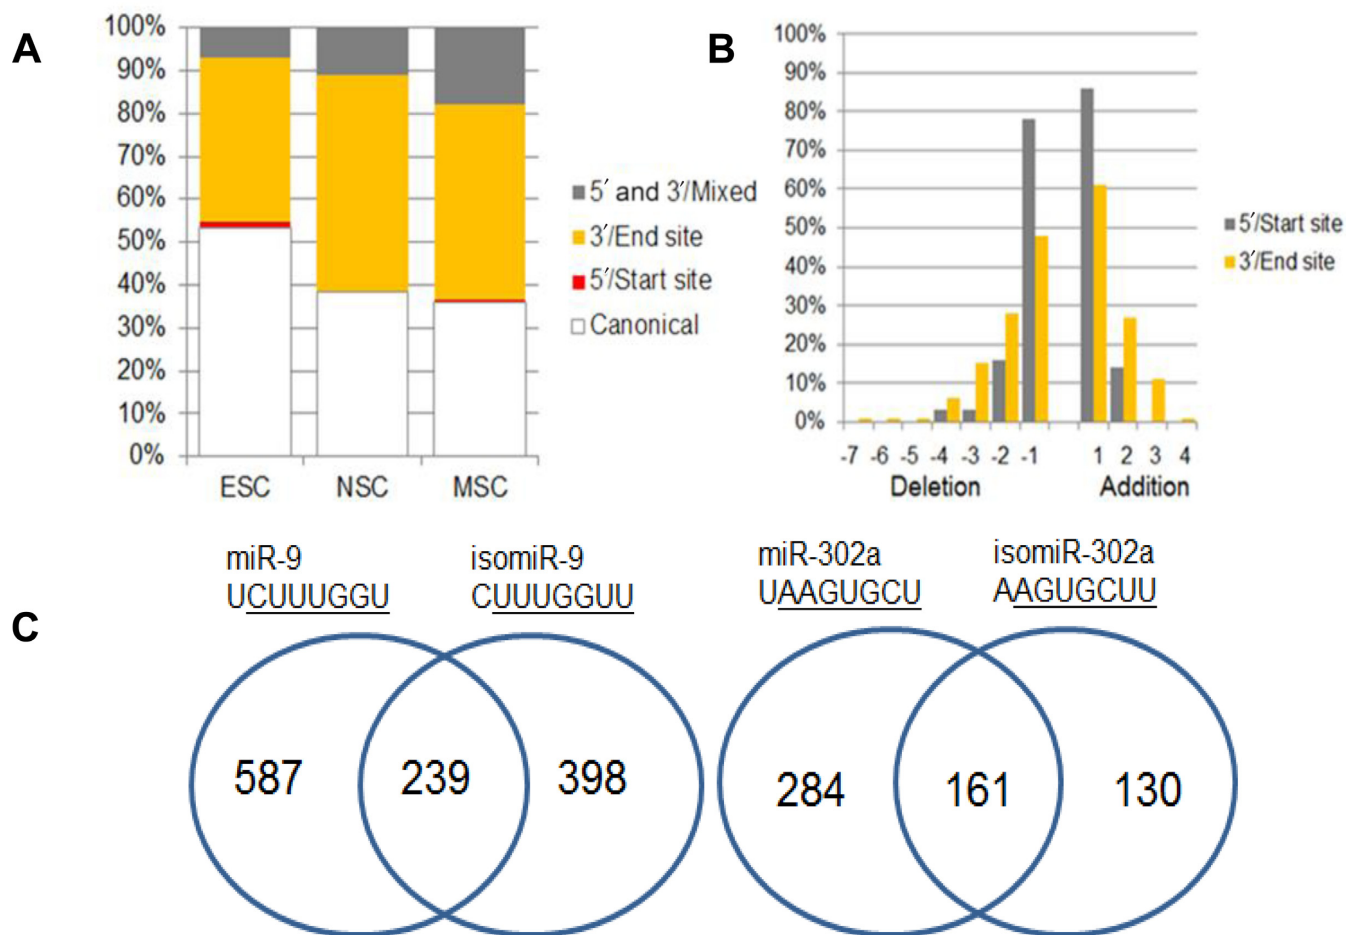 A
100%
90%
80%
70%
60%
50%
40%
30%
20%
10%
0%
ESC NSC MSC
5′ and 3′/Mixed
3′/End site
5′/Start site
Canonical
B
100%
90%
80%
70%
60%
50%
40%
30%
20%
10%
0%
-7 -6 -5 -4 -3 -2 -1 1 2 3 4
Deletion Addition
5′/Start site
3′/End site
C
miR-9
UCUUUGGU
isomiR-9
CUUUGGUU
miR-302a
UAAGUGCU
isomiR-302a
AAGUGCUU
587 239 398
284 161 130